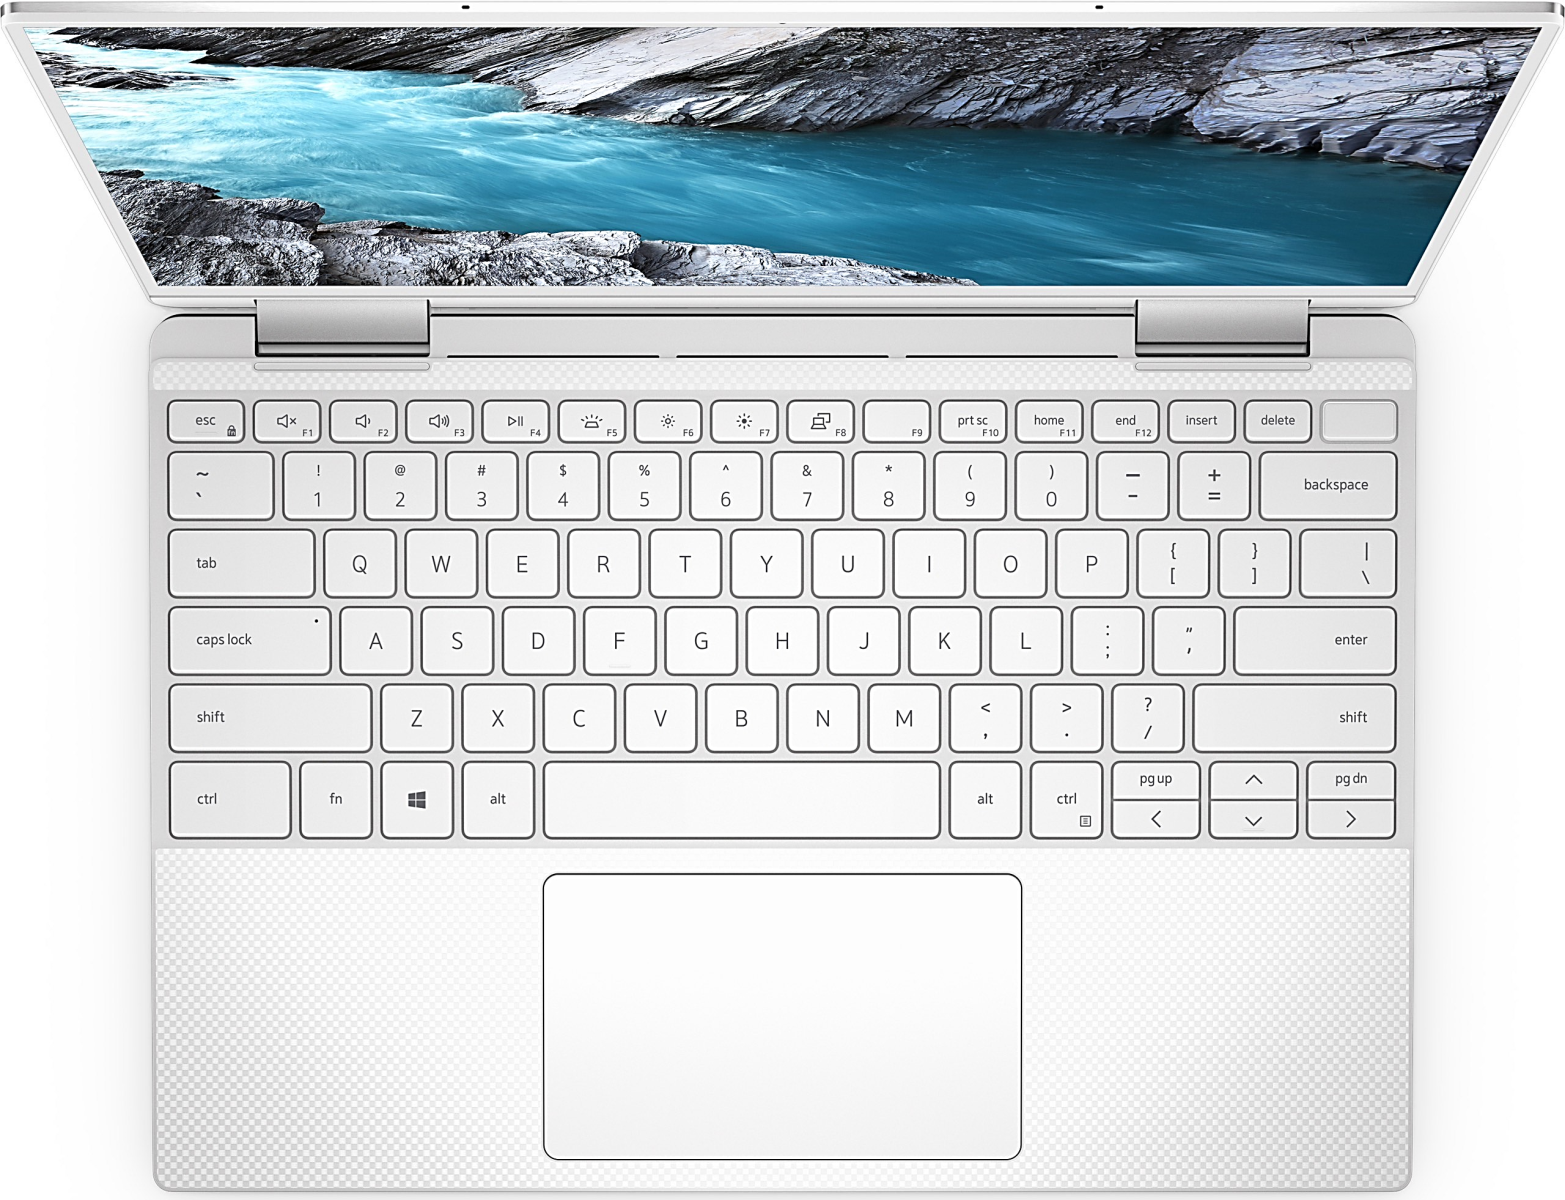 esc F1 F2 F3 F4 F5 F6 F7 F8 F9 prt sc F10 home F11 end F12 insert delete
~ ` ! 1 @ 2 # 3 $ 4 % 5 ^ 6 & 7 * 8 ( 9 ) 0 _ - + = backspace
tab Q W E R T Y U I O P { [ } ] | \
caps lock A S D F G H J K L : ; " ' enter
shift Z X C V B N M < , > . ? / shift
ctrl fn alt alt ctrl pg up pg dn